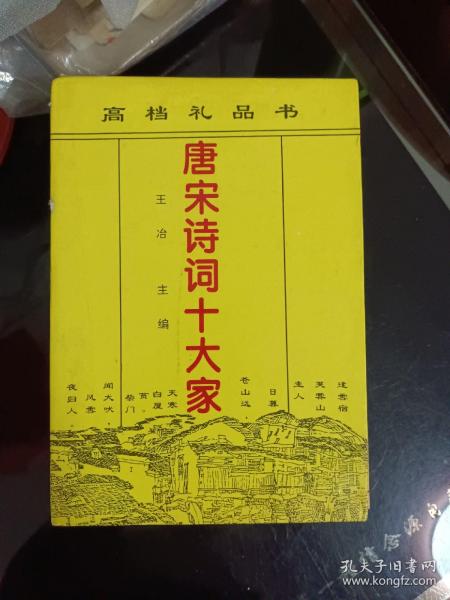 高档礼品书
唐宋诗词十大家
王冶 主编
逢雪宿
芙蓉山
主人
日暮
苍山远，
天寒
白屋
贫。
柴门
闻犬吠，
风雪
夜归人。
孔夫子旧书网
www.kongfz.com